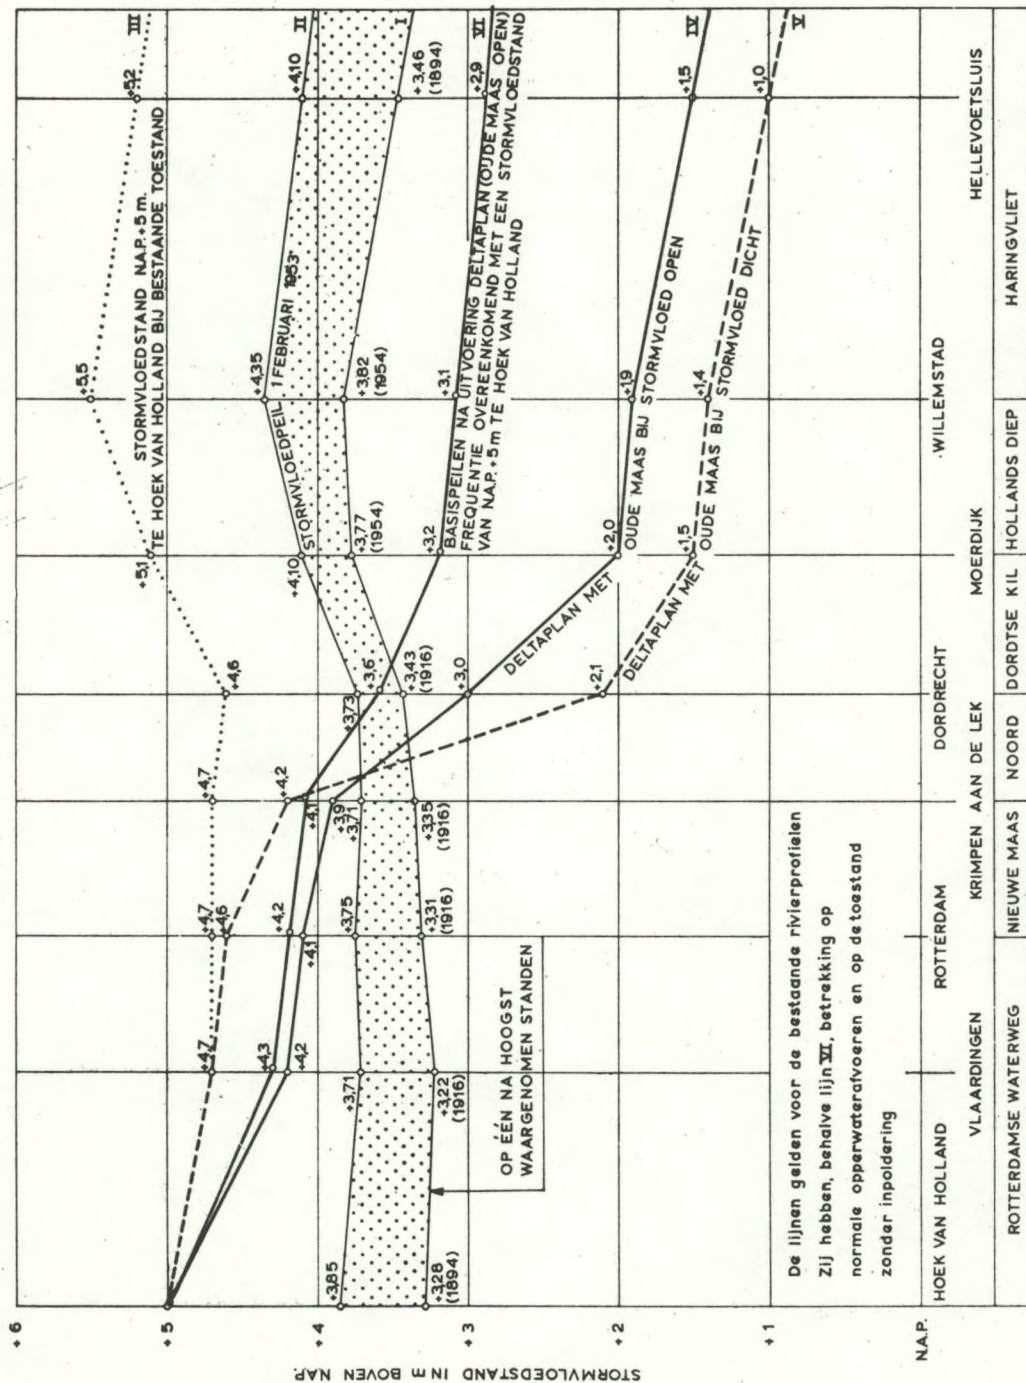 STORMVLOEDSTAND IN m BOVEN NAP.
+6
+5
+4
+3
+2
+1
N.A.P.
III
II
I
VI
IV
V
STORMVLOEDSTAND N.A.P.+5 m.
TE HOEK VAN HOLLAND BIJ BESTAANDE TOESTAND
+4,7
+4,7
+4,7
+4,6
+5,1
+5,5
+5,2
STORMVLOEDPEIL 1 FEBRUARI 1953
+3,85
+3,71
+3,75
+3,71
+3,73
+4,10
+4,35
+4,10
OP ÉÉN NA HOOGST
WAARGENOMEN STANDEN
+3,28
(1894)
+3,22
(1916)
+3,31
(1916)
+3,35
(1916)
+3,43
(1916)
+3,77
(1954)
+3,82
(1954)
+3,46
(1894)
BASISPEILEN NA UITVOERING DELTAPLAN (OUDE MAAS OPEN)
FREQUENTIE OVEREENKOMEND MET EEN STORMVLOEDSTAND
VAN N.A.P.+5 m TE HOEK VAN HOLLAND
+4,3
+4,2
+4,1
+3,6
+3,2
+3,1
+2,9
DELTAPLAN MET OUDE MAAS BIJ STORMVLOED OPEN
+4,2
+4,1
+3,9
+3,0
+2,0
+1,9
+1,5
DELTAPLAN MET OUDE MAAS BIJ STORMVLOED DICHT
+4,6
+4,2
+2,1
+1,5
+1,4
+1,0
De lijnen gelden voor de bestaande rivierprofielen
Zij hebben, behalve lijn VI, betrekking op
normale opperwaterafvoeren en op de toestand
zonder inpoldering
HOEK VAN HOLLAND
VLAARDINGEN
ROTTERDAM
KRIMPEN AAN DE LEK
DORDRECHT
MOERDIJK
WILLEMSTAD
HELLEVOETSLUIS
ROTTERDAMSE WATERWEG
NIEUWE MAAS
NOORD
DORDTSE KIL
HOLLANDS DIEP
HARINGVLIET